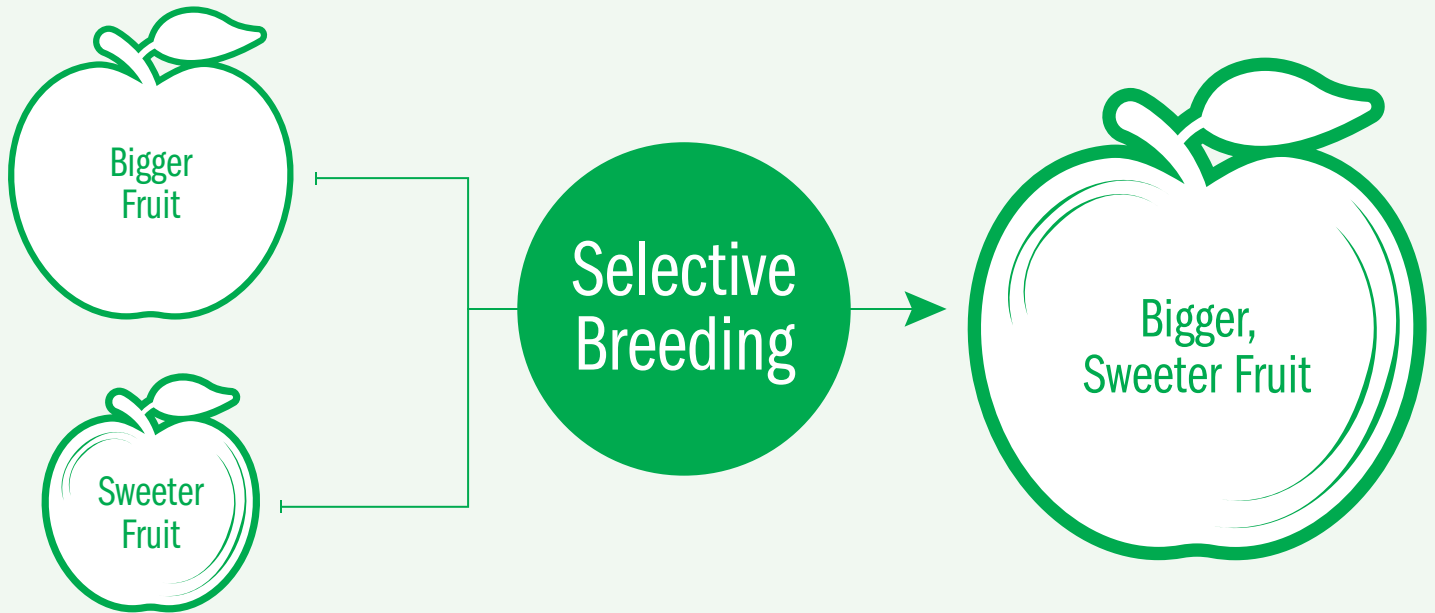 Bigger
Fruit
Sweeter
Fruit
Selective
Breeding
Bigger,
Sweeter Fruit